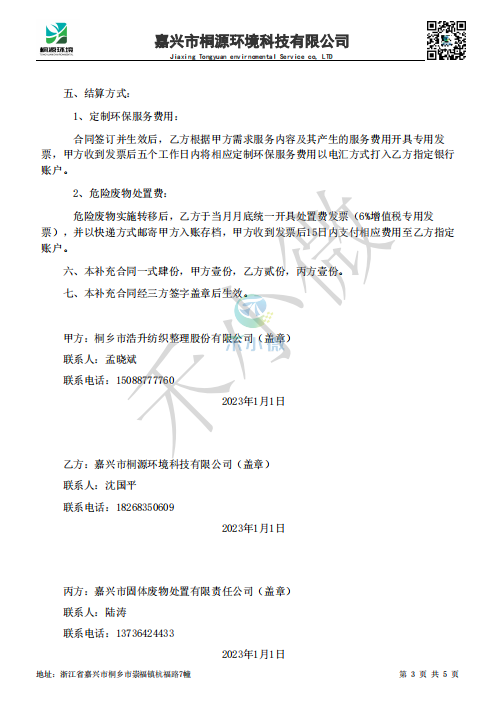 桐源环境
TONGYUAN ENVIRONMENTAL
嘉兴市桐源环境科技有限公司
Jiaxing Tongyuan envirnomental Service co, LTD
五、结算方式：
1、定制环保服务费用：
合同签订并生效后，乙方根据甲方需求服务内容及其产生的服务费用开具专用发
票，甲方收到发票后五个工作日内将相应定制环保服务费用以电汇方式打入乙方指定银行
账户。
2、危险废物处置费：
危险废物实施转移后，乙方于当月月底统一开具处置费发票（6%增值税专用发
票），并以快递方式邮寄甲方入账存档，甲方收到发票后15日内支付相应费用至乙方指定
账户。
六、本补充合同一式肆份，甲方壹份，乙方贰份，丙方壹份。
七、本补充合同经三方签字盖章后生效。
禾小微
禾小微
甲方：桐乡市浩升纺织整理股份有限公司（盖章）
联系人：孟晓斌
联系电话：15088777760
2023年1月1日
乙方：嘉兴市桐源环境科技有限公司（盖章）
联系人：沈国平
联系电话：18268350609
2023年1月1日
丙方：嘉兴市固体废物处置有限责任公司（盖章）
联系人：陆涛
联系电话：13736424433
2023年1月1日
地址：浙江省嘉兴市桐乡市崇福镇杭福路7幢
第 3 页 共 5 页